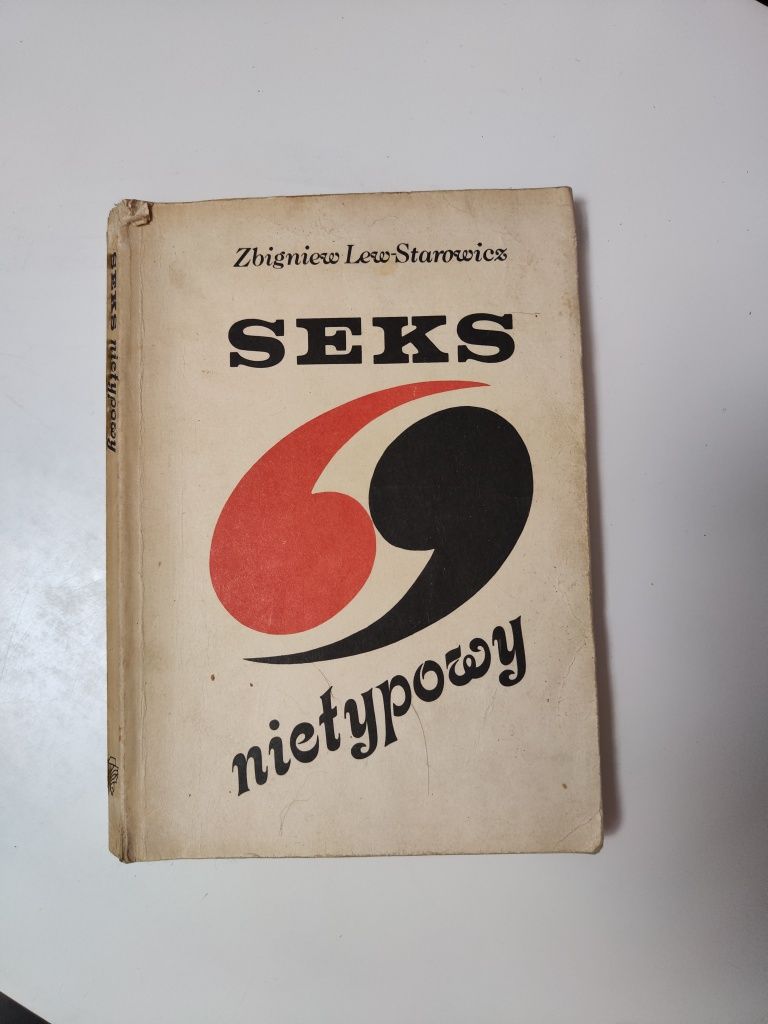 Zbigniew Lew-Starowicz
SEKS
nietypowy
SEKS nietypowy